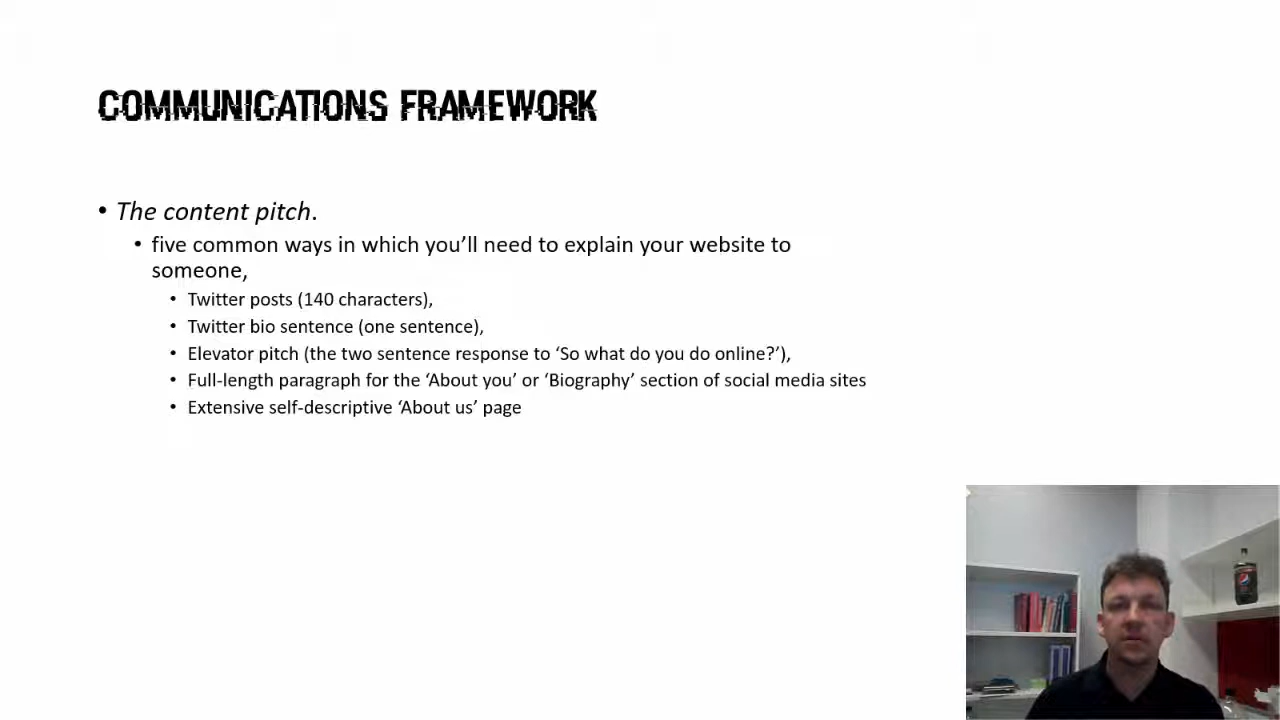 COMMUNICATIONS FRAMEWORK
• The content pitch.
• five common ways in which you’ll need to explain your website to
someone,
• Twitter posts (140 characters),
• Twitter bio sentence (one sentence),
• Elevator pitch (the two sentence response to ‘So what do you do online?’),
• Full-length paragraph for the ‘About you’ or ‘Biography’ section of social media sites
• Extensive self-descriptive ‘About us’ page